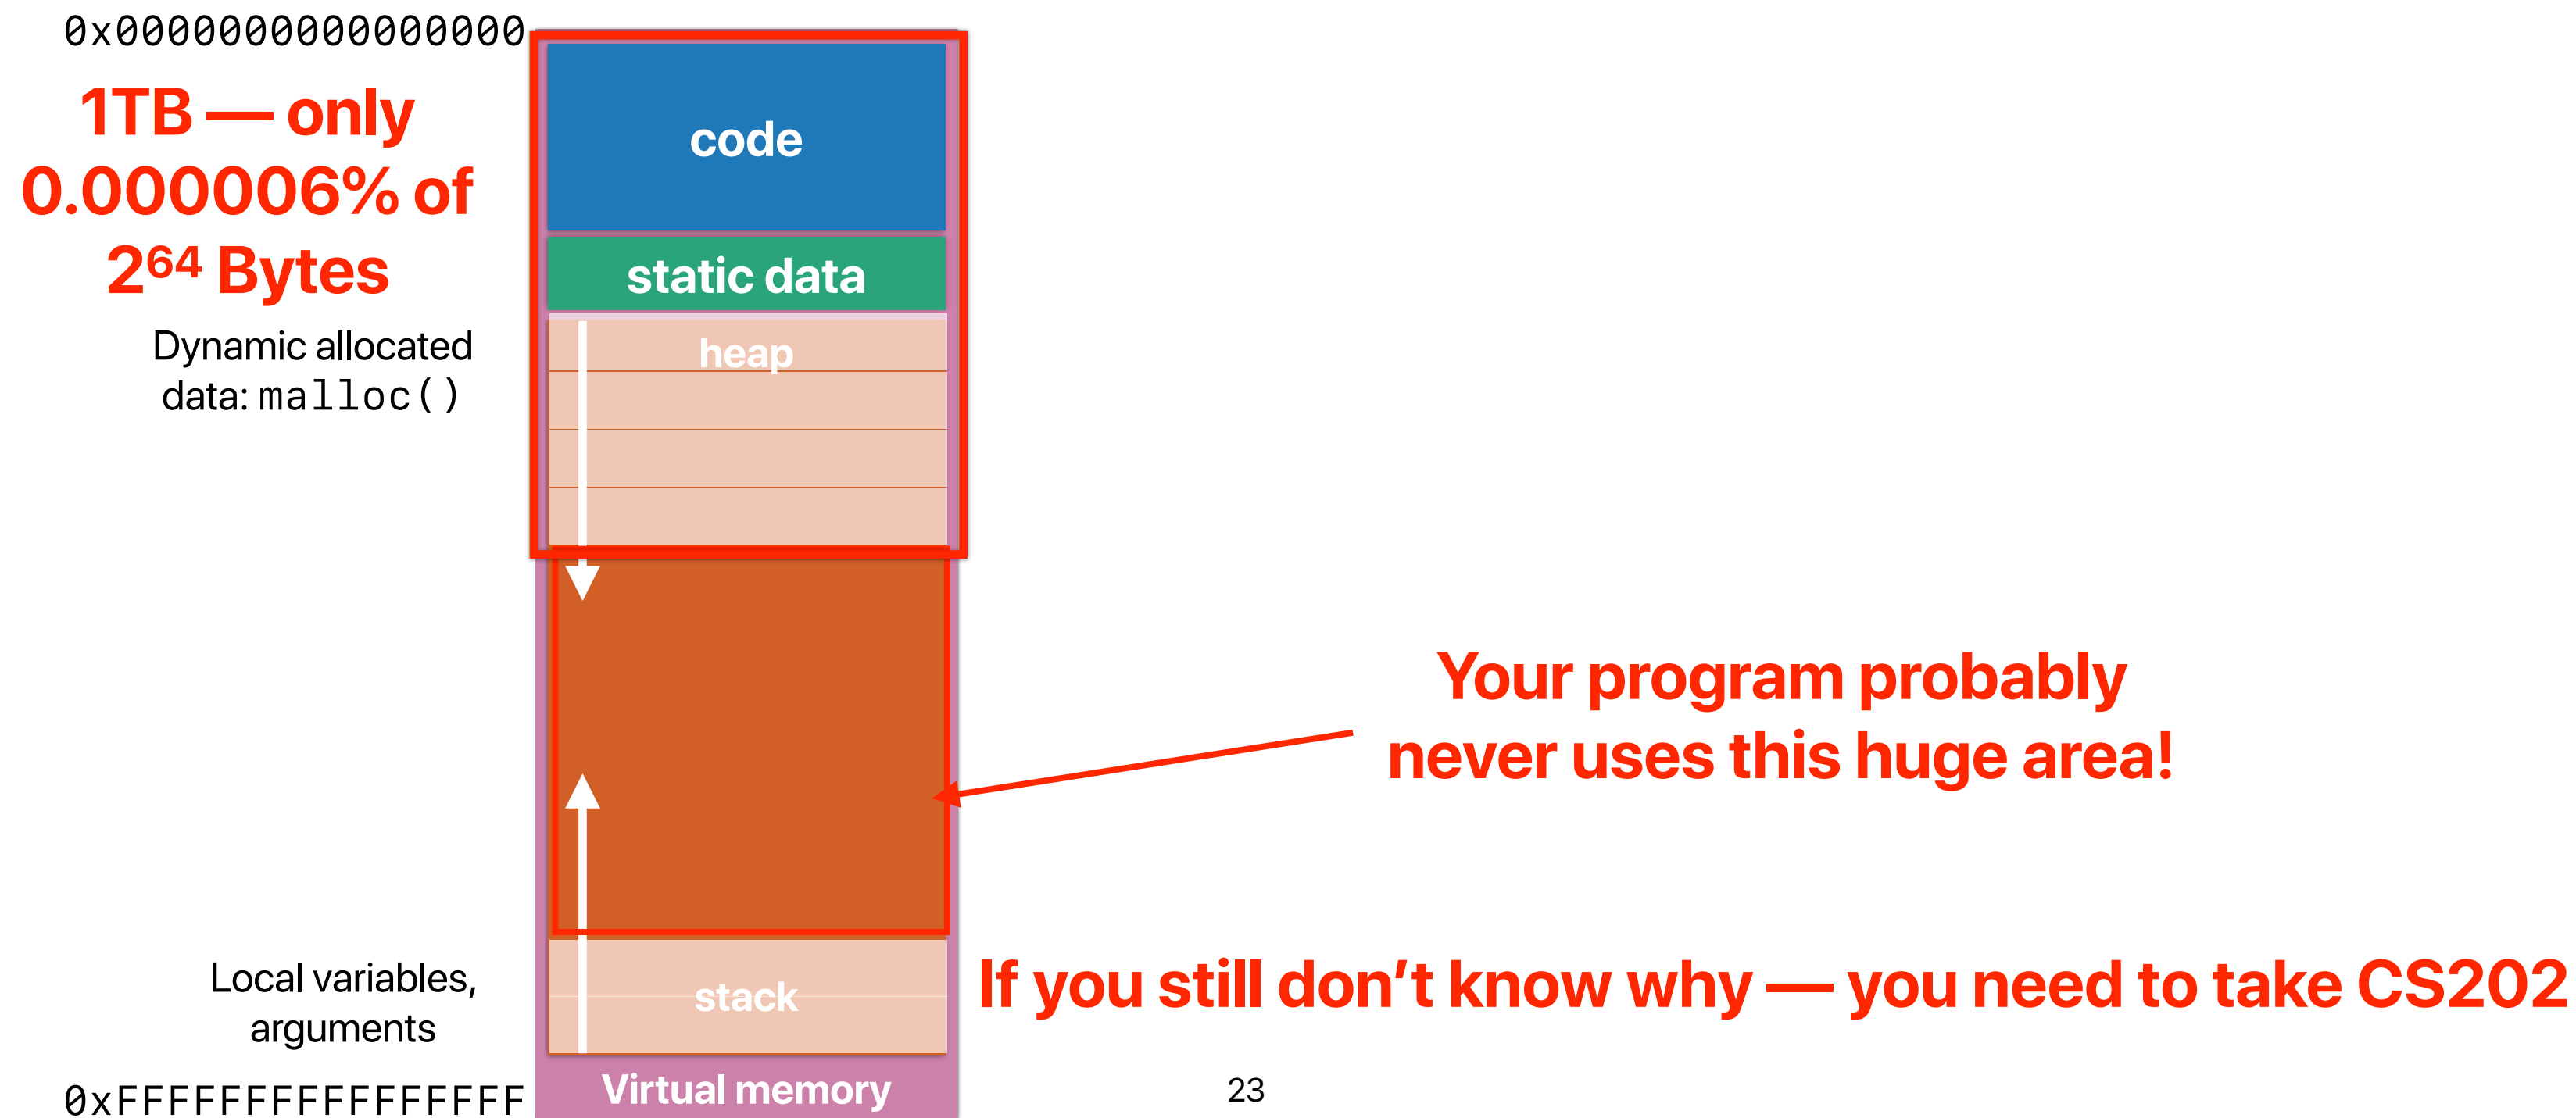 0x0000000000000000
1TB — only
0.000006% of
2⁶⁴ Bytes
code
static data
heap
Dynamic allocated
data: malloc()
Your program probably
never uses this huge area!
Local variables,
arguments
stack
If you still don’t know why — you need to take CS202
0xFFFFFFFFFFFFFFFF
Virtual memory
23